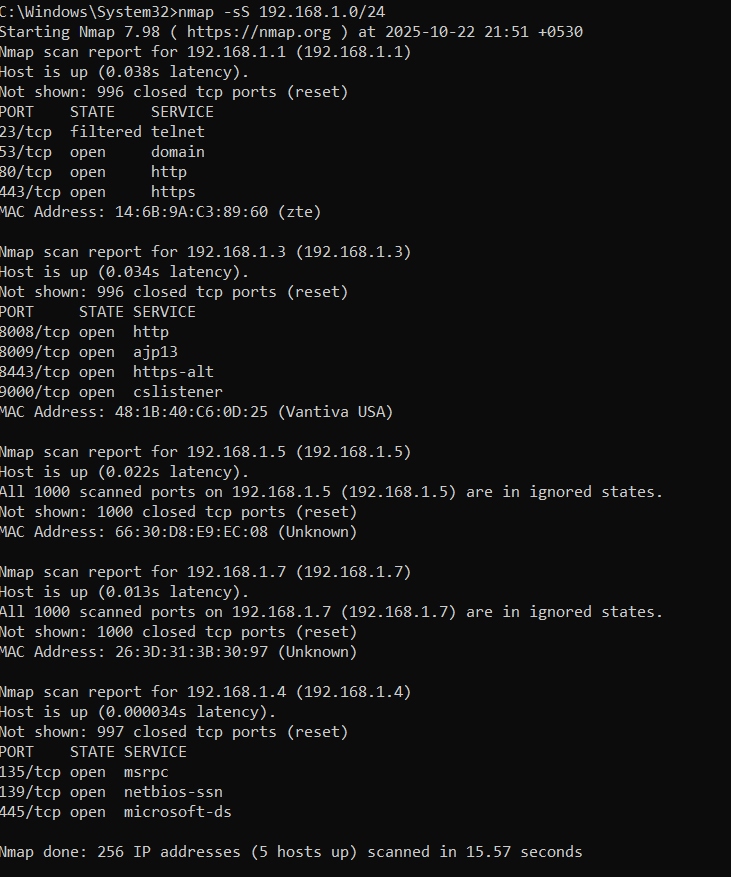 C:\Windows\System32>nmap -sS 192.168.1.0/24
Starting Nmap 7.98 ( https://nmap.org ) at 2025-10-22 21:51 +0530
Nmap scan report for 192.168.1.1 (192.168.1.1)
Host is up (0.038s latency).
Not shown: 996 closed tcp ports (reset)
PORT    STATE    SERVICE
23/tcp  filtered telnet
53/tcp  open     domain
80/tcp  open     http
443/tcp open     https
MAC Address: 14:6B:9A:C3:89:60 (zte)

Nmap scan report for 192.168.1.3 (192.168.1.3)
Host is up (0.034s latency).
Not shown: 996 closed tcp ports (reset)
PORT     STATE SERVICE
8008/tcp open  http
8009/tcp open  ajp13
8443/tcp open  https-alt
9000/tcp open  cslistener
MAC Address: 48:1B:40:C6:0D:25 (Vantiva USA)

Nmap scan report for 192.168.1.5 (192.168.1.5)
Host is up (0.022s latency).
All 1000 scanned ports on 192.168.1.5 (192.168.1.5) are in ignored states.
Not shown: 1000 closed tcp ports (reset)
MAC Address: 66:30:D8:E9:EC:08 (Unknown)

Nmap scan report for 192.168.1.7 (192.168.1.7)
Host is up (0.013s latency).
All 1000 scanned ports on 192.168.1.7 (192.168.1.7) are in ignored states.
Not shown: 1000 closed tcp ports (reset)
MAC Address: 26:3D:31:3B:30:97 (Unknown)

Nmap scan report for 192.168.1.4 (192.168.1.4)
Host is up (0.000034s latency).
Not shown: 997 closed tcp ports (reset)
PORT    STATE SERVICE
135/tcp open  msrpc
139/tcp open  netbios-ssn
445/tcp open  microsoft-ds

Nmap done: 256 IP addresses (5 hosts up) scanned in 15.57 seconds